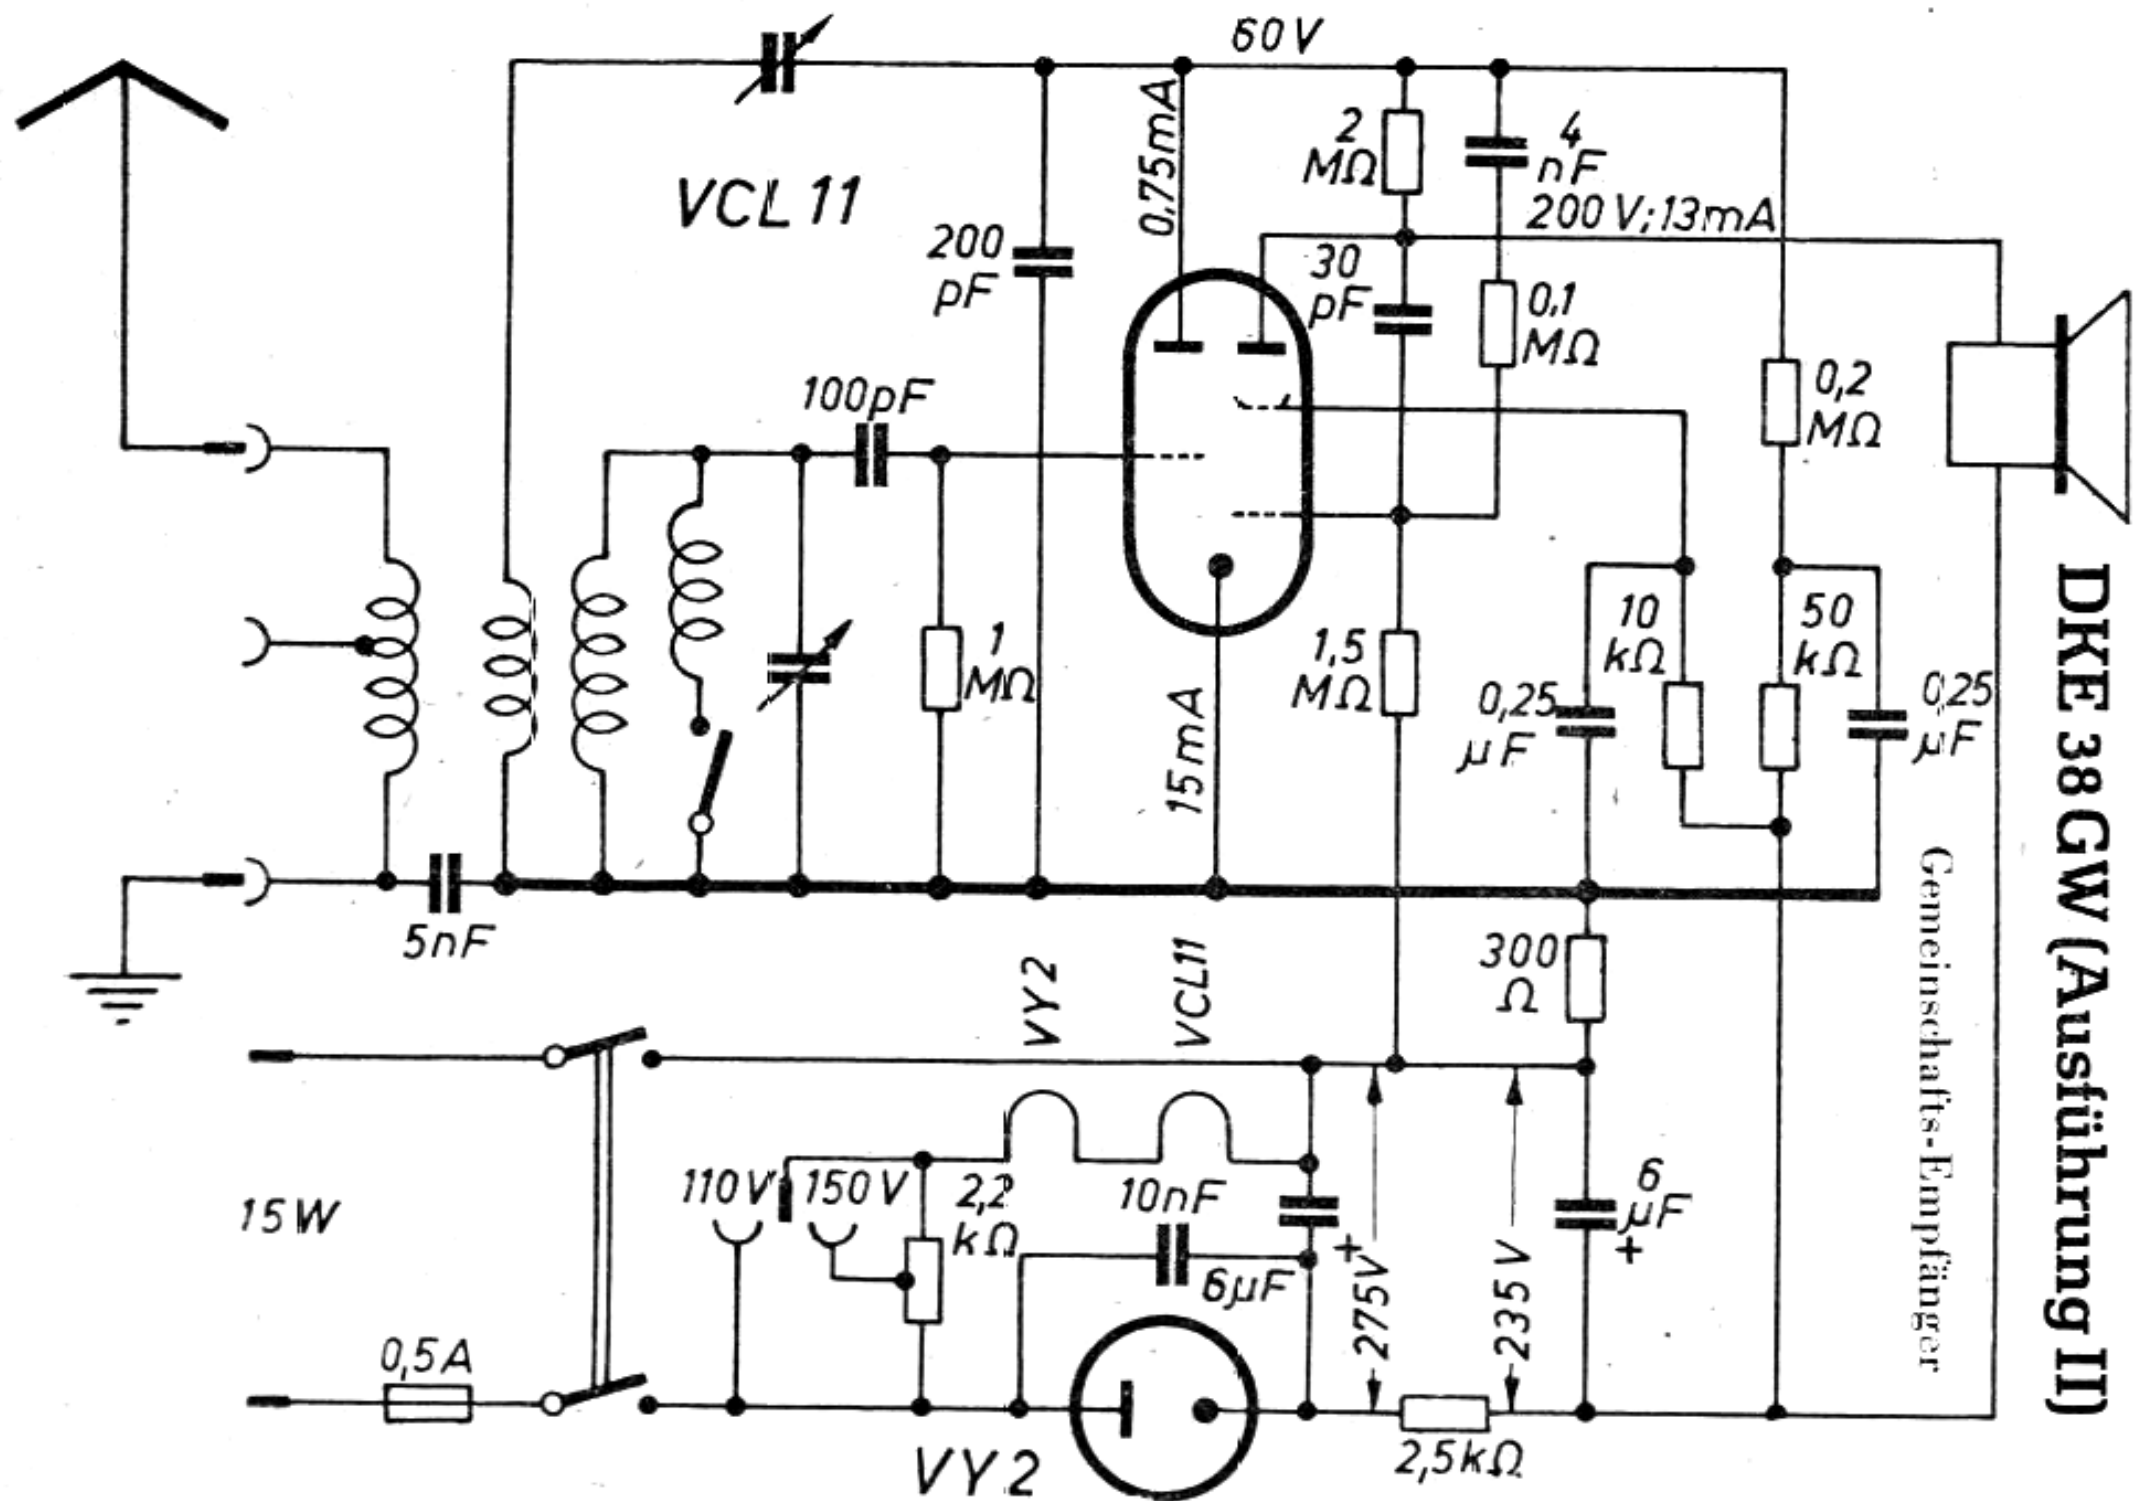 60V
2
MΩ
4
nF
200V; 13mA
0,75mA
VCL 11
200
pF
30
pF
0,1
MΩ
0,2
MΩ
100pF
1
MΩ
1,5
MΩ
10
kΩ
50
kΩ
0,25
µF
0,25
µF
15mA
5nF
300
Ω
VY2
VCL11
110V
150V
2,2
kΩ
10nF
6µF
+
6
µF
+
275V
235V
15W
0,5A
2,5kΩ
VY2
DKE 38GW (Ausführung II)
Gemeinschafts-Empfänger